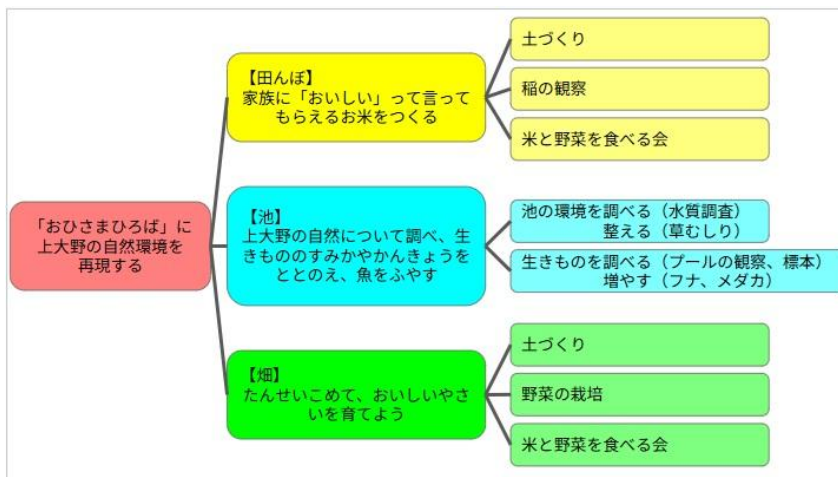 「おひさまひろば」に
上大野の自然環境を
再現する
【田んぼ】
家族に「おいしい」って言って
もらえるお米をつくる
土づくり
稲の観察
米と野菜を食べる会
【池】
上大野の自然について調べ、生
きもののすみかやかんきょうを
ととのえ、魚をふやす
池の環境を調べる（水質調査）
整える（草むしり）
生きものを調べる（プールの観察、標本）
増やす（フナ、メダカ）
【畑】
たんせいこめて、おいしいやさ
いを育てよう
土づくり
野菜の栽培
米と野菜を食べる会